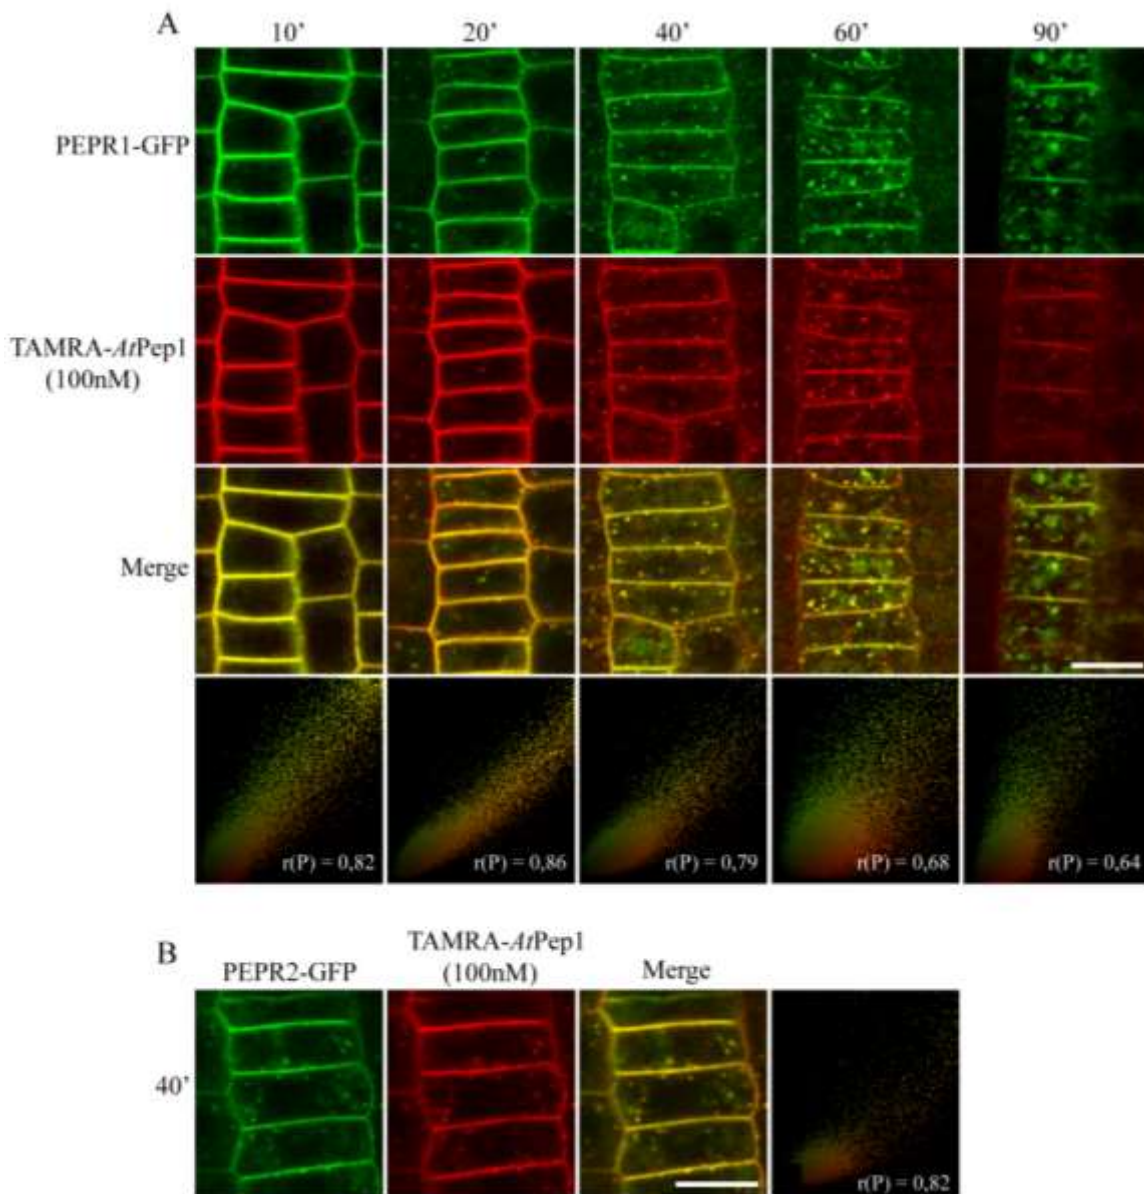 A
10’ 20’ 40’ 60’ 90’
PEPR1-GFP
TAMRA-AtPep1
(100nM)
Merge
r(P) = 0,82 r(P) = 0,86 r(P) = 0,79 r(P) = 0,68 r(P) = 0,64
B
PEPR2-GFP TAMRA-AtPep1
(100nM) Merge
40’
r(P) = 0,82